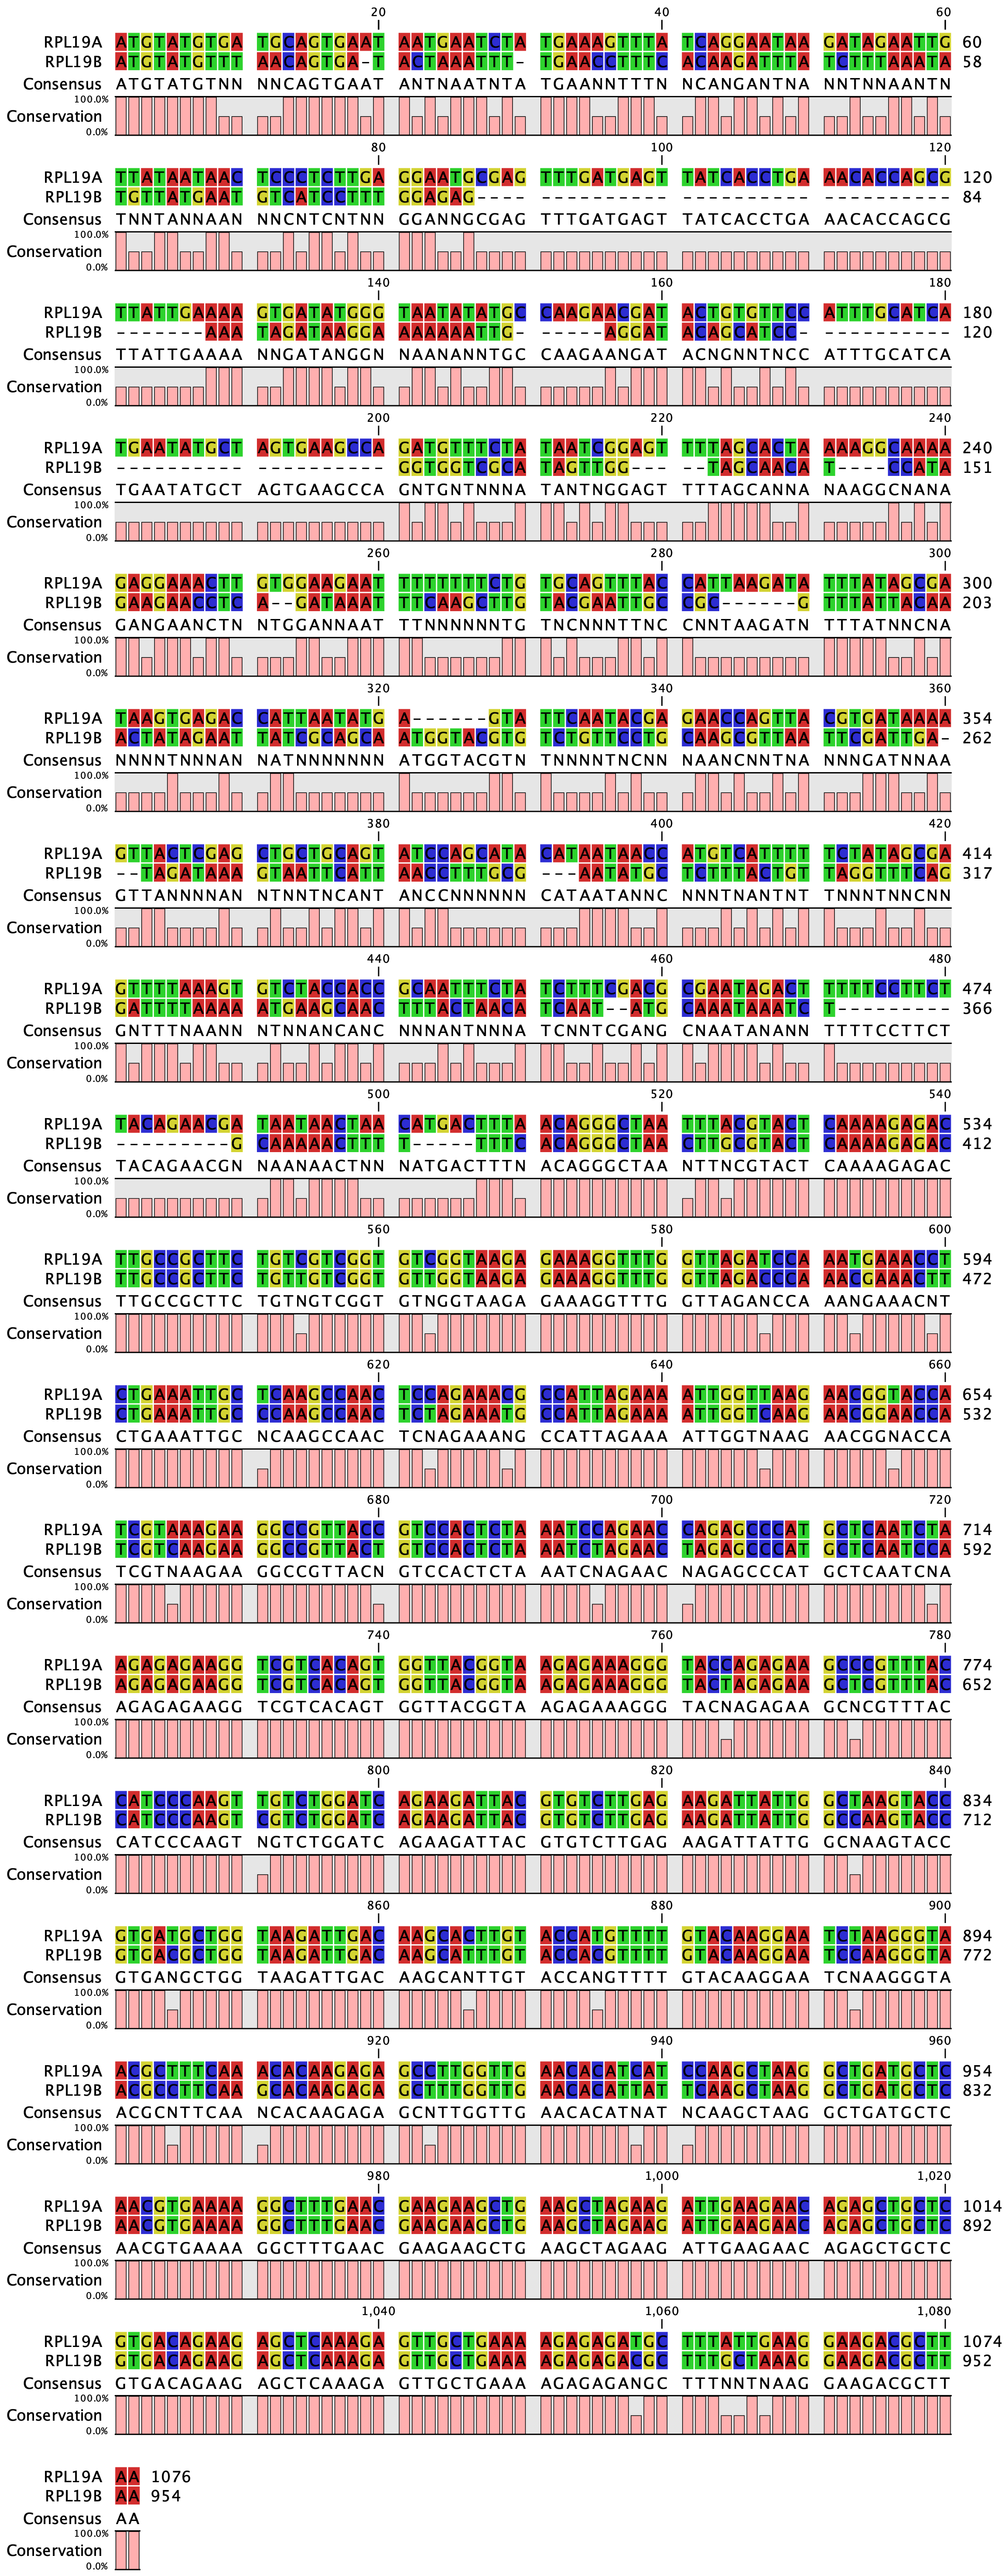 20 40 60
RPL19A ATGTATGTGA TGCAGTGAAT AATGAATCTA TGAAAGTTTA TCAGGAATAA GATAGAATTG 60
RPL19B ATGTATGTTT AACAGTGA-T ACTAAATTT- TGAACCTTTC ACAAGATTTA TCTTTAAATA 58
Consensus ATGTATGTNN NNCAGTGAAT ANTNAATNTA TGAANNTTTN NCANGANTNA NNTNNAANTN
100.0%
Conservation
0.0%
80 100 120
RPL19A TTATAATAAC TCCCTCTTGA GGAATGCGAG TTTGATGAGT TATCACCTGA AACACCAGCG 120
RPL19B TGTTATGAAT GTCATCCTTT GGAGAG---- ---------- ---------- ---------- 84
Consensus TNNTANNAAN NNCNTCNTNN GGANNGCGAG TTTGATGAGT TATCACCTGA AACACCAGCG
100.0%
Conservation
0.0%
140 160 180
RPL19A TTATTGAAAA GTGATATGGG TAATATATGC CAAGAACGAT ACTGTGTTCC ATTTGCATCA 180
RPL19B -------AAA TAGATAAGGA AAAAAATTG- -----AGGAT ACAGCATCC- ---------- 120
Consensus TTATTGAAAA NNGATANGGN NAANANNTGC CAAGAANGAT ACNGNNTNCC ATTTGCATCA
100.0%
Conservation
0.0%
200 220 240
RPL19A TGAATATGCT AGTGAAGCCA GATGTTTCTA TAATCGGAGT TTTAGCACTA AAAGGCAAAA 240
RPL19B ---------- ---------- GGTGGTCGCA TAGTTGG--- --TAGCAACA T----CCATA 151
Consensus TGAATATGCT AGTGAAGCCA GNTGNTNNNA TANTNGGAGT TTTAGCANNA NAAGGCNANA
100.0%
Conservation
0.0%
260 280 300
RPL19A GAGGAAACTT GTGGAAGAAT TTTTTTTCTG TGCAGTTTAC CATTAAGATA TTTATAGCGA 300
RPL19B GAAGAACCTC A--GATAAAT TTCAAGCTTG TACGAATTGC CGC------G TTTATTACAA 203
Consensus GANGAANCTN NTGGANNAAT TTNNNNNNTG TNCNNNTTNC CNNTAAGATN TTTATNNCNA
100.0%
Conservation
0.0%
320 340 360
RPL19A TAAGTGAGAC CATTAATATG A------GTA TTCAATACGA GAACCAGTTA CGTGATAAAA 354
RPL19B ACTATAGAAT TATCGCAGCA ATGGTACGTG TCTGTTCCTG CAAGCGTTAA TTCGATTGA- 262
Consensus NNNNTNNNAN NATNNNNNNN ATGGTACGTN TNNNNTNCNN NAANCNNTNA NNNGATNNAA
100.0%
Conservation
0.0%
380 400 420
RPL19A GTTACTCGAG CTGCTGCAGT ATCCAGCATA CATAATAACC ATGTCATTTT TCTATAGCGA 414
RPL19B --TAGATAAAG GTAATTCATT AACCTTTGCG ---AATATGC TCTTTACTGT TAGGTTTCAG 317
Consensus GTTANNNNAN NTNNTNCANT ANCCNNNNNN CATAATANNC NNNTNANTNT TNNNTNNCNN
100.0%
Conservation
0.0%
440 460 480
RPL19A GTTTTAAAGT GTCTACCACC GCAATTTCTA TCTTTCGACG CGAATAGACT TTTTCCTTCT 474
RPL19B GATTTTAAAA ATGAAGCAAC TTTACTAACA TCAAT--ATG CAAATAAATC T--------- 366
Consensus GNTTTNAANN NTNNANCANC NNNANTNNNA TCNNTCGANG CNAATANANN TTTTCCTTCT
100.0%
Conservation
0.0%
500 520 540
RPL19A TACAGAACGA TAATAACTAA CATGACTTTA ACAGGGCTAA TTTACGTACT CAAAAGAGAC 534
RPL19B ---------G CAAAAACTTT T-----TTTC ACAGGGCTAA CTTGCGTACT CAAAAGAGAC 412
Consensus TACAGAACGN NAANAACTNN NATGACTTTN ACAGGGCTAA NTTNCGTACT CAAAAGAGAC
100.0%
Conservation
0.0%
560 580 600
RPL19A TTGCCGCTTC TGTCGTCGGT GTCGGTAAGA GAAAGGTTTG GTTAGATCCA AATGAAACCT 594
RPL19B TTGCCGCTTC TGTTGTCGGT GTTGGTAAGA GAAAGGTTTG GTTAGACCCA AACGAAACTT 472
Consensus TTGCCGCTTC TGTNGTCGGT GTNGGTAAGA GAAAGGTTTG GTTAGANCCA AANGAAACNT
100.0%
Conservation
0.0%
620 640 660
RPL19A CTGAAATTGC TCAAGCCAAC TCCAGAAACG CCATTAGAAA ATTGGTTAAG AACGGTACCA 654
RPL19B CTGAAATTGC CCAAGCCAAC TCTAGAAATG CCATTAGAAA ATTGGTCAAG AACGGAACCA 532
Consensus CTGAAATTGC NCAAGCCAAC TCNAGAAANG CCATTAGAAA ATTGGTNAAG AACGGNACCA
100.0%
Conservation
0.0%
680 700 720
RPL19A TCGTAAAGAA GGCCGTTACC GTCCACTCTA AATCCAGAAC CAGAGCCCAT GCTCAATCTA 714
RPL19B TCGTCAAGAA GGCCGTTACT GTCCACTCTA AATCTAGAAC TAGAGCCCAT GCTCAATCCA 592
Consensus TCGTNAAGAA GGCCGTTACN GTCCACTCTA AATCNAGAAC NAGAGCCCAT GCTCAATCNA
100.0%
Conservation
0.0%
740 760 780
RPL19A AGAGAGAAGG TCGTCACAGT GGTTACGGTA AGAGAAAGGG TACCAGAGAA GCCCGTTTAC 774
RPL19B AGAGAGAAGG TCGTCACAGT GGTTACGGTA AGAGAAAGGG TACTAGAGAA GCTCGTTTAC 652
Consensus AGAGAGAAGG TCGTCACAGT GGTTACGGTA AGAGAAAGGG TACNAGAGAA GCNCGTTTAC
100.0%
Conservation
0.0%
800 820 840
RPL19A CATCCCAAGT TGTCTGGATC AGAAGATTAC GTGTCTTGAG AAGATTATTG GCTAAGTACC 834
RPL19B CATCCCAAGT CGTCTGGATC AGAAGATTAC GTGTCTTGAG AAGATTATTG GCCAAGTACC 712
Consensus CATCCCAAGT NGTCTGGATC AGAAGATTAC GTGTCTTGAG AAGATTATTG GCNAAGTACC
100.0%
Conservation
0.0%
860 880 900
RPL19A GTGATGCTGG TAAGATTGAC AAGCACTTGT ACCATGTTTT GTACAAGGAA TCTAAGGGTA 894
RPL19B GTGACGCTGG TAAGATTGAC AAGCATTTGT ACCACGTTTT GTACAAGGAA TCCAAGGGTA 772
Consensus GTGANGCTGG TAAGATTGAC AAGCANTTGT ACCANGTTTT GTACAAGGAA TCNAAGGGTA
100.0%
Conservation
0.0%
920 940 960
RPL19A ACGCTTTCAA ACACAAGAGA GCCTTGGTTG AACACATCAT CCAAGCTAAG GCTGATGCTC 954
RPL19B ACGCCTTCAA GCACAAGAGA GCTTTGGTTG AACACATTAT TCAAGCTAAG GCTGATGCTC 832
Consensus ACGCNTTCAA NCACAAGAGA GCNTTGGTTG AACACATNAT NCAAGCTAAG GCTGATGCTC
100.0%
Conservation
0.0%
980 1,000 1,020
RPL19A AACGTGAAAA GGCTTTGAAC GAAGAAGCTG AAGCTAGAAG ATTGAAGAAC AGAGCTGCTC 1014
RPL19B AACGTGAAAA GGCTTTGAAC GAAGAAGCTG AAGCTAGAAG ATTGAAGAAC AGAGCTGCTC 892
Consensus AACGTGAAAA GGCTTTGAAC GAAGAAGCTG AAGCTAGAAG ATTGAAGAAC AGAGCTGCTC
100.0%
Conservation
0.0%
1,040 1,060 1,080
RPL19A GTGACAGAAG AGCTCAAAGA GTTGCTGAAA AGAGAGATGC TTTATTGAAG GAAGACGCTT 1074
RPL19B GTGACAGAAG AGCTCAAAGA GTTGCTGAAA AGAGAGACGC TTTGCTAAAG GAAGACGCTT 952
Consensus GTGACAGAAG AGCTCAAAGA GTTGCTGAAA AGAGAGANGC TTTNNTNAAG GAAGACGCTT
100.0%
Conservation
0.0%
RPL19A AA 1076
RPL19B AA 954
Consensus AA
100.0%
Conservation
0.0%